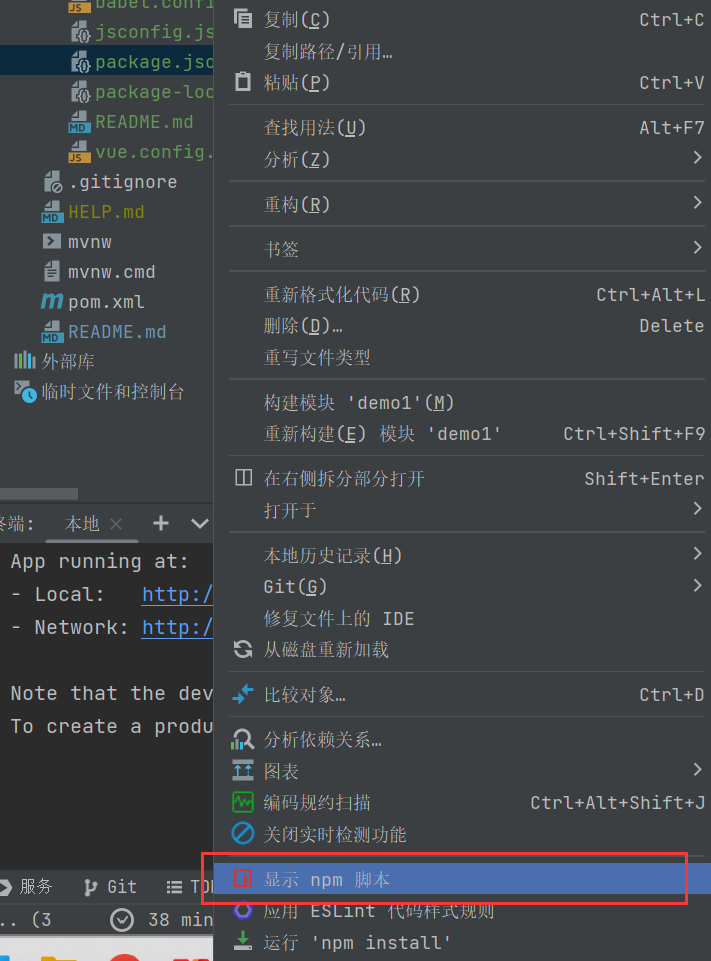 babel.confi
jsconfig.js
package.jso
package-loc
README.md
vue.config.
.gitignore
HELP.md
mvnw
mvnw.cmd
pom.xml
README.md
外部库
临时文件和控制台
终端: 本地
App running at:
- Local: http:/
- Network: http:/
Note that the dev
To create a produ
服务 Git TOD
.. (3 38 min
复制(C) Ctrl+C
复制路径/引用…
粘贴(P) Ctrl+V
查找用法(U) Alt+F7
分析(Z)
重构(R)
书签
重新格式化代码(R) Ctrl+Alt+L
删除(D)… Delete
重写文件类型
构建模块 'demo1'(M)
重新构建(E) 模块 'demo1' Ctrl+Shift+F9
在右侧拆分部分打开 Shift+Enter
打开于
本地历史记录(H)
Git(G)
修复文件上的 IDE
从磁盘重新加载
比较对象… Ctrl+D
分析依赖关系…
图表
编码规约扫描 Ctrl+Alt+Shift+J
关闭实时检测功能
显示 npm 脚本
应用 ESLint 代码样式规则
运行 'npm install'